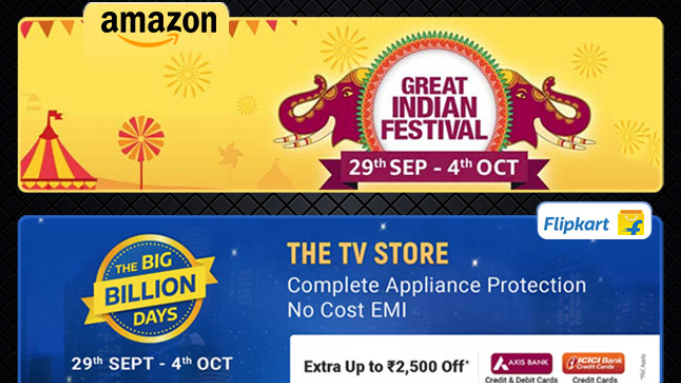 amazon
GREAT
INDIAN
FESTIVAL
29th SEP - 4th OCT
Flipkart
THE BIG
BILLION
DAYS
29th SEPT - 4th OCT
THE TV STORE
Complete Appliance Protection
No Cost EMI
Extra Up to ₹2,500 Off*
AXIS BANK
Credit & Debit Cards
ICICI Bank
Credit Cards
Credit Cards
*T&C Apply